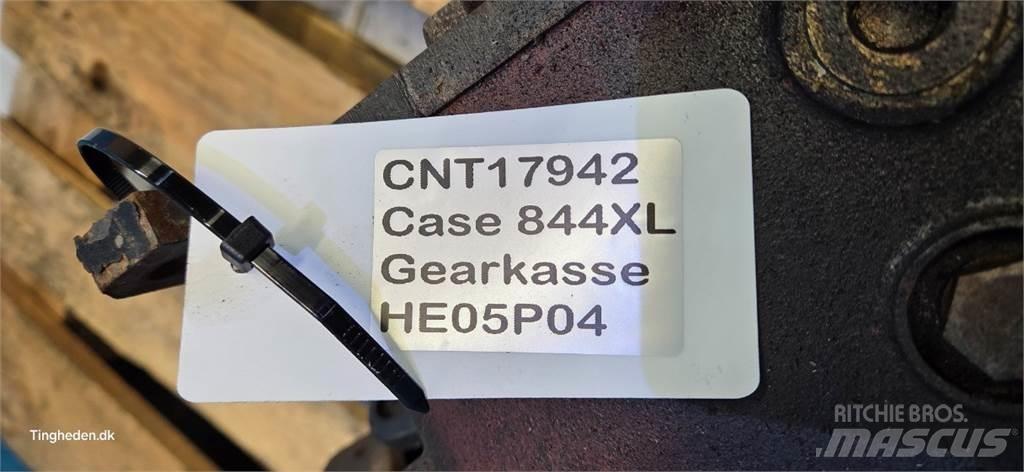 CNT17942
Case 844XL
Gearkasse
HE05P04
Tingheden.dk
RITCHIE BROS.
MASCUS